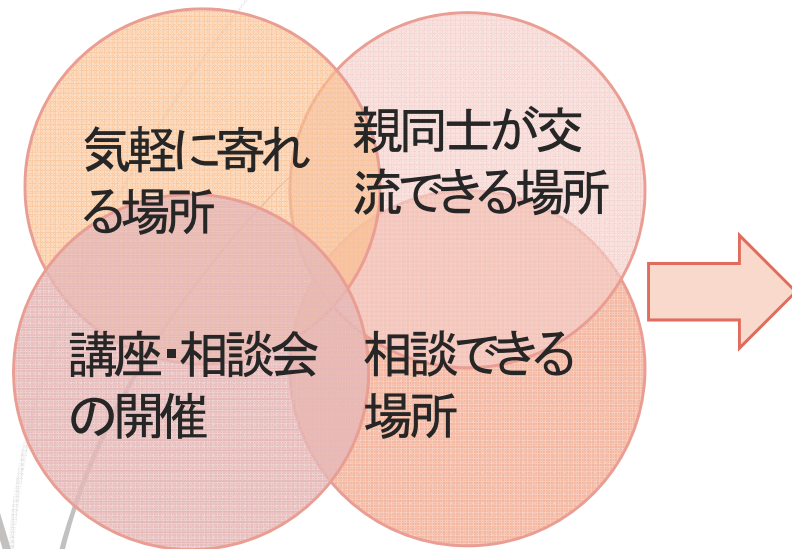 気軽に寄れ
る場所
親同士が交
流できる場所
講座・相談会
の開催
相談できる
場所